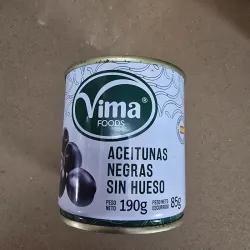 Vima®
FOODS
ACEITUNAS
NEGRAS
SIN HUESO
PESO NETO 190g PESO NETO ESCURRIDO 85g